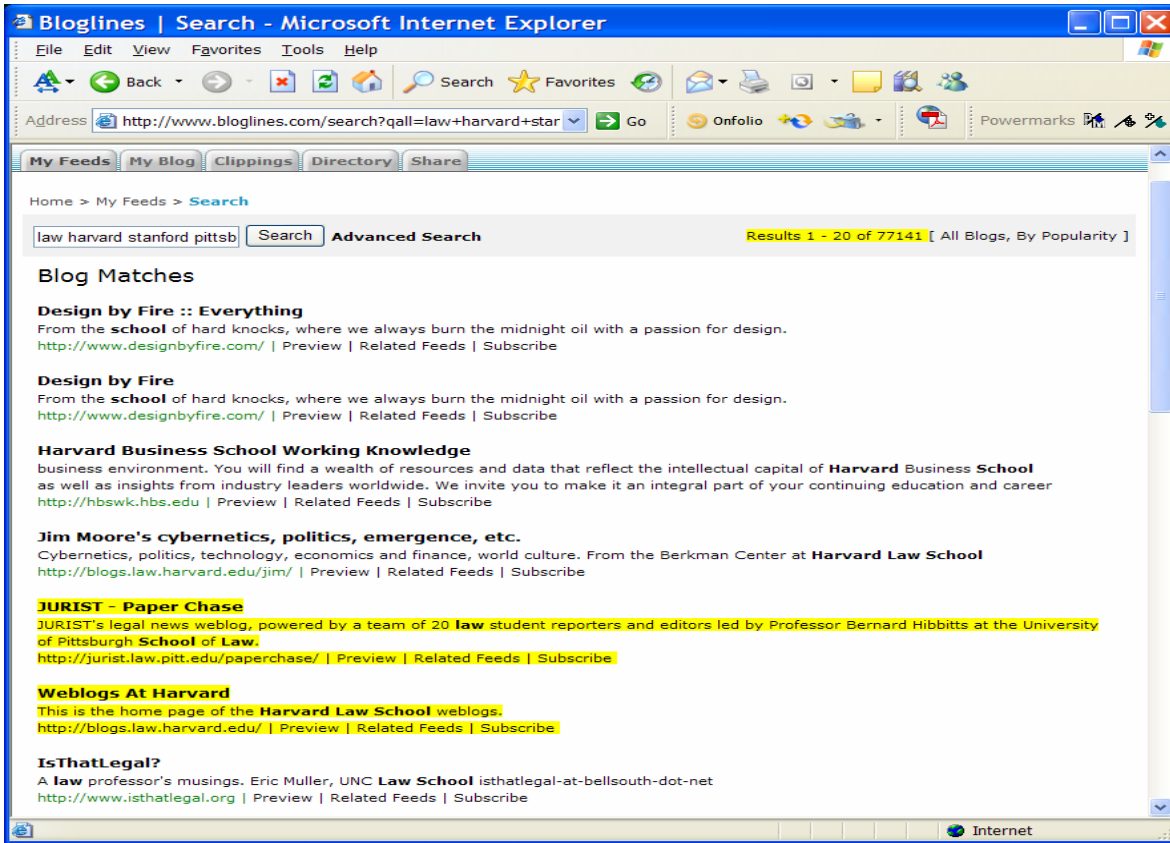 Bloglines | Search - Microsoft Internet Explorer
File Edit View Favorites Tools Help
Back Search Favorites
Address http://www.bloglines.com/search?qall=law+harvard+star Go Onfolio Powermarks
My Feeds My Blog Clippings Directory Share
Home > My Feeds > Search
law harvard stanford pittsb Search Advanced Search Results 1 - 20 of 77141 [ All Blogs, By Popularity ]
Blog Matches
Design by Fire :: Everything
From the school of hard knocks, where we always burn the midnight oil with a passion for design.
http://www.designbyfire.com/ | Preview | Related Feeds | Subscribe
Design by Fire
From the school of hard knocks, where we always burn the midnight oil with a passion for design.
http://www.designbyfire.com/ | Preview | Related Feeds | Subscribe
Harvard Business School Working Knowledge
business environment. You will find a wealth of resources and data that reflect the intellectual capital of Harvard Business School
as well as insights from industry leaders worldwide. We invite you to make it an integral part of your continuing education and career
http://hbswk.hbs.edu | Preview | Related Feeds | Subscribe
Jim Moore's cybernetics, politics, emergence, etc.
Cybernetics, politics, technology, economics and finance, world culture. From the Berkman Center at Harvard Law School
http://blogs.law.harvard.edu/jim/ | Preview | Related Feeds | Subscribe
JURIST - Paper Chase
JURIST's legal news weblog, powered by a team of 20 law student reporters and editors led by Professor Bernard Hibbitts at the University
of Pittsburgh School of Law.
http://jurist.law.pitt.edu/paperchase/ | Preview | Related Feeds | Subscribe
Weblogs At Harvard
This is the home page of the Harvard Law School weblogs.
http://blogs.law.harvard.edu/ | Preview | Related Feeds | Subscribe
IsThatLegal?
A law professor's musings. Eric Muller, UNC Law School isthatlegal-at-bellsouth-dot-net
http://www.isthatlegal.org | Preview | Related Feeds | Subscribe
Internet